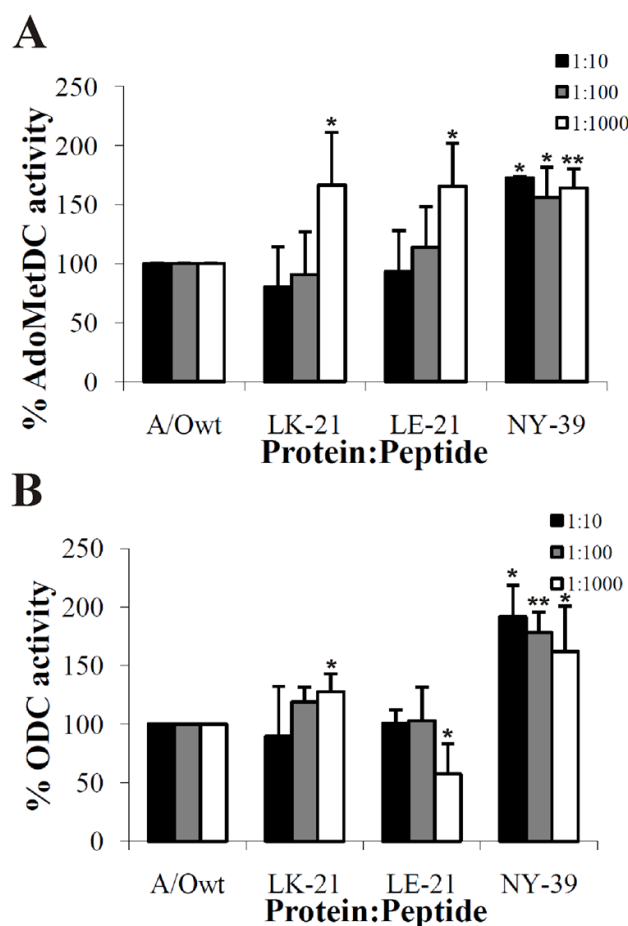 A
1:10
1:100
1:1000
250
200
150
100
50
0
% AdoMetDC activity
* * * * **
A/Owt LK-21 LE-21 NY-39
Protein:Peptide
B
1:10
1:100
1:1000
250
200
150
100
50
0
% ODC activity
* * * ** *
A/Owt LK-21 LE-21 NY-39
Protein:Peptide